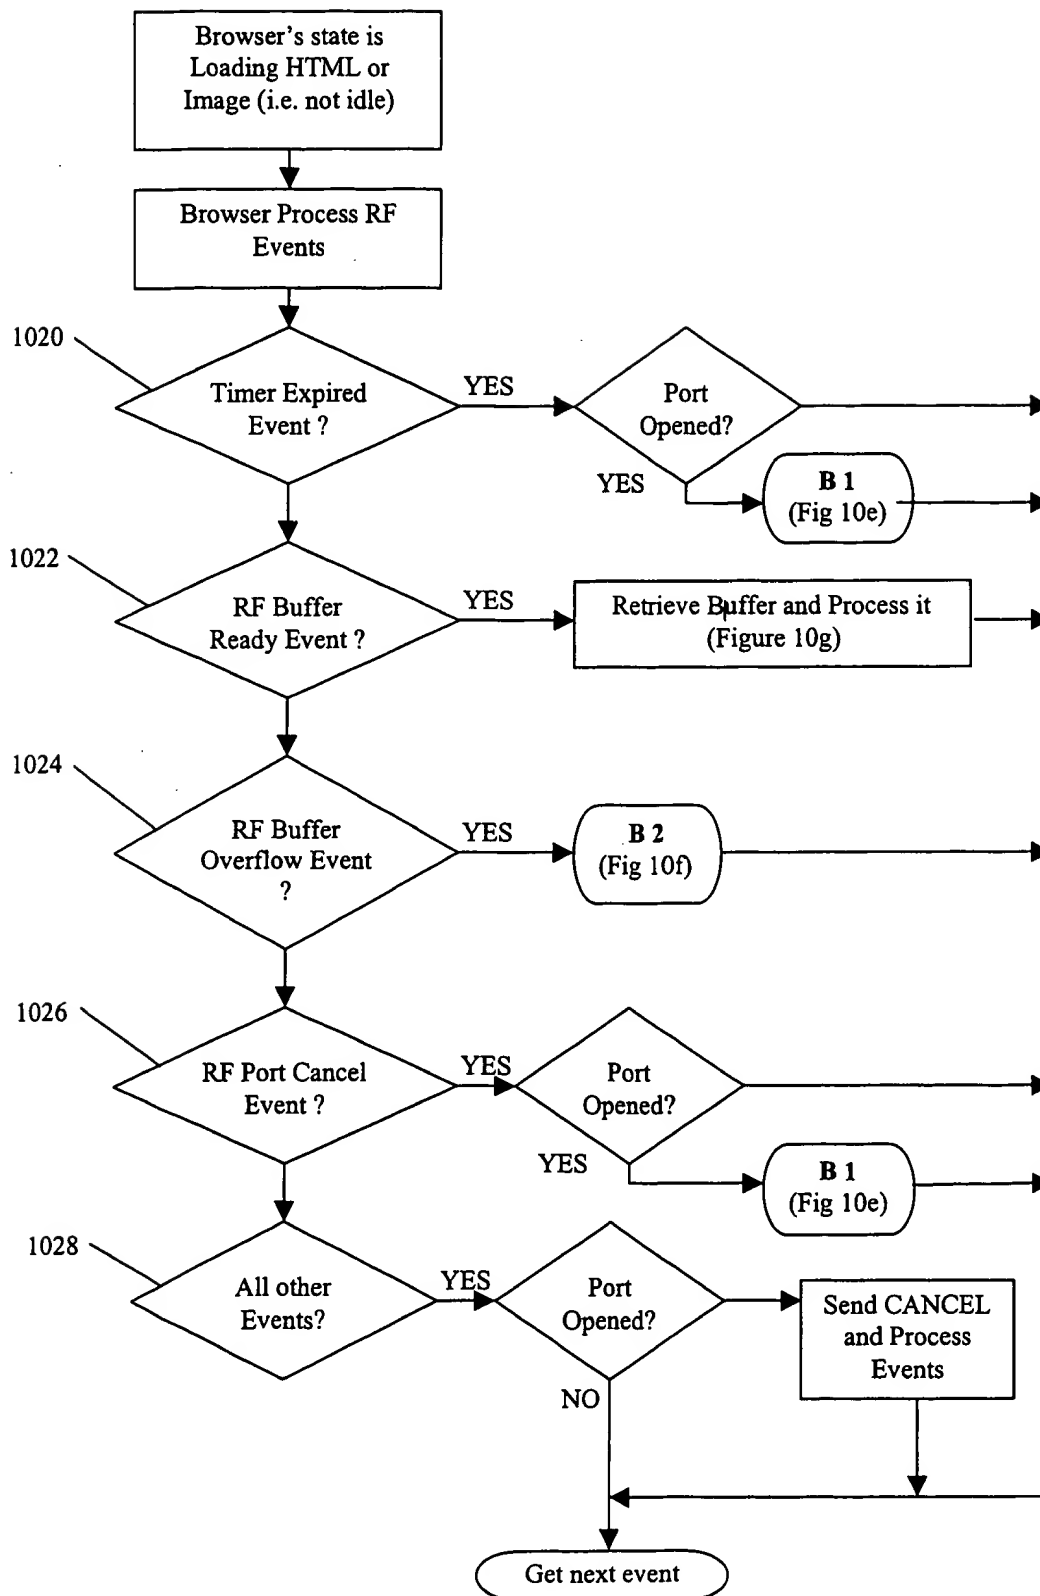 Browser's state is
Loading HTML or
Image (i.e. not idle)
Browser Process RF
Events
1020
Timer Expired
Event ?
YES
Port
Opened?
YES
B 1
(Fig 10e)
1022
RF Buffer
Ready Event ?
YES
Retrieve Buffer and Process it
(Figure 10g)
1024
RF Buffer
Overflow Event
?
YES
B 2
(Fig 10f)
1026
RF Port Cancel
Event ?
YES
Port
Opened?
YES
B 1
(Fig 10e)
1028
All other
Events?
YES
Port
Opened?
Send CANCEL
and Process
Events
NO
Get next event